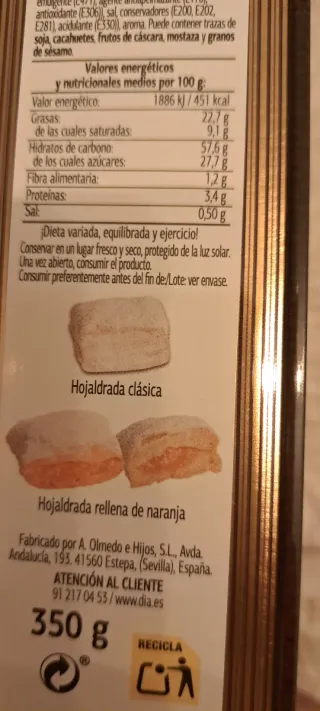 emulgente (E471), agente antiapelmazante (E170),
antioxidante (E306)), sal, conservadores (E200, E202,
E281), acidulante (E330)), aroma. Puede contener trazas de
soja, cacahuetes, frutos de cáscara, mostaza y granos
de sésamo.
Valores energéticos
y nutricionales medios por 100 g:
Valor energético: 1886 kJ / 451 kcal
Grasas: 22,7 g
de las cuales saturadas: 9,1 g
Hidratos de carbono: 57,6 g
de los cuales azúcares: 27,7 g
Fibra alimentaria: 1,2 g
Proteínas: 3,4 g
Sal: 0,50 g
¡Dieta variada, equilibrada y ejercicio!
Conservar en un lugar fresco y seco, protegido de la luz solar.
Una vez abierto, consumir el producto.
Consumir preferentemente antes del fin de:/Lote: ver envase.
Hojaldrada clásica
Hojaldrada rellena de naranja
Fabricado por A. Olmedo e Hijos, S.L., Avda.
Andalucía, 193. 41560 Estepa, (Sevilla), España.
ATENCIÓN AL CLIENTE
91 217 04 53 / www.dia.es
350 g
RECICLA